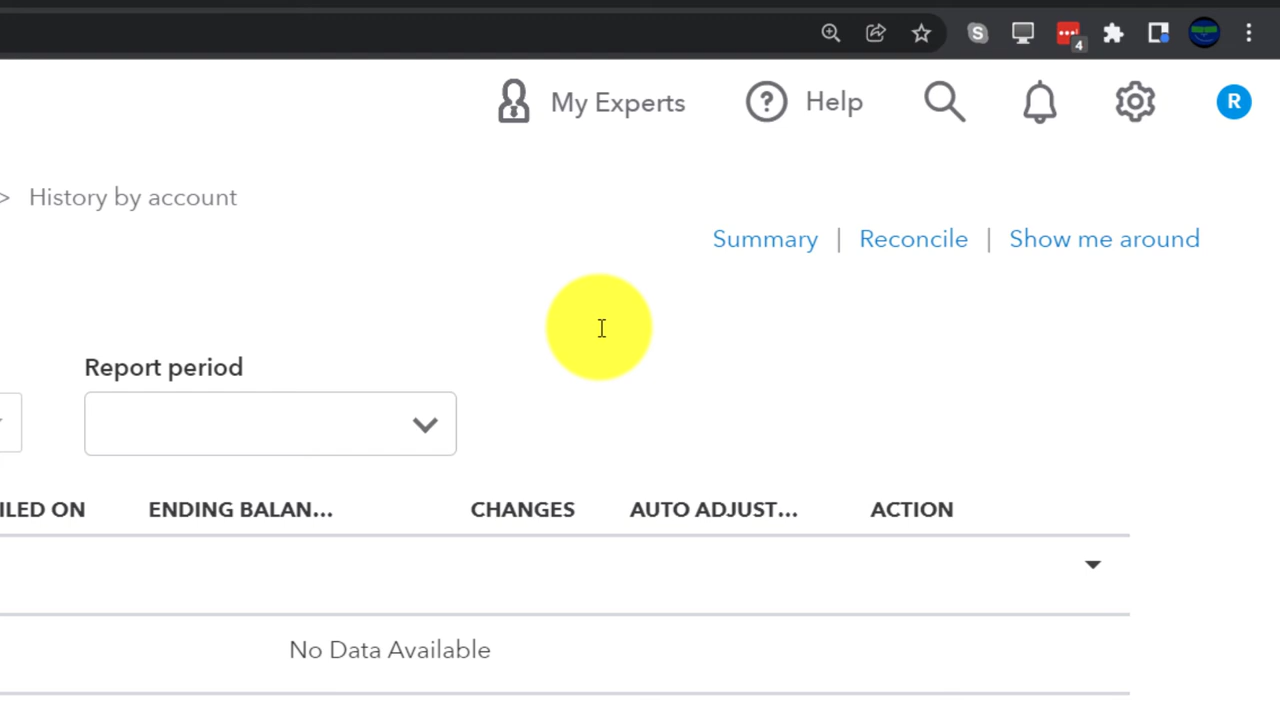 S
4
My Experts
? Help
R
> History by account
Summary | Reconcile | Show me around
Report period
ILED ON ENDING BALAN... CHANGES AUTO ADJUST... ACTION
No Data Available